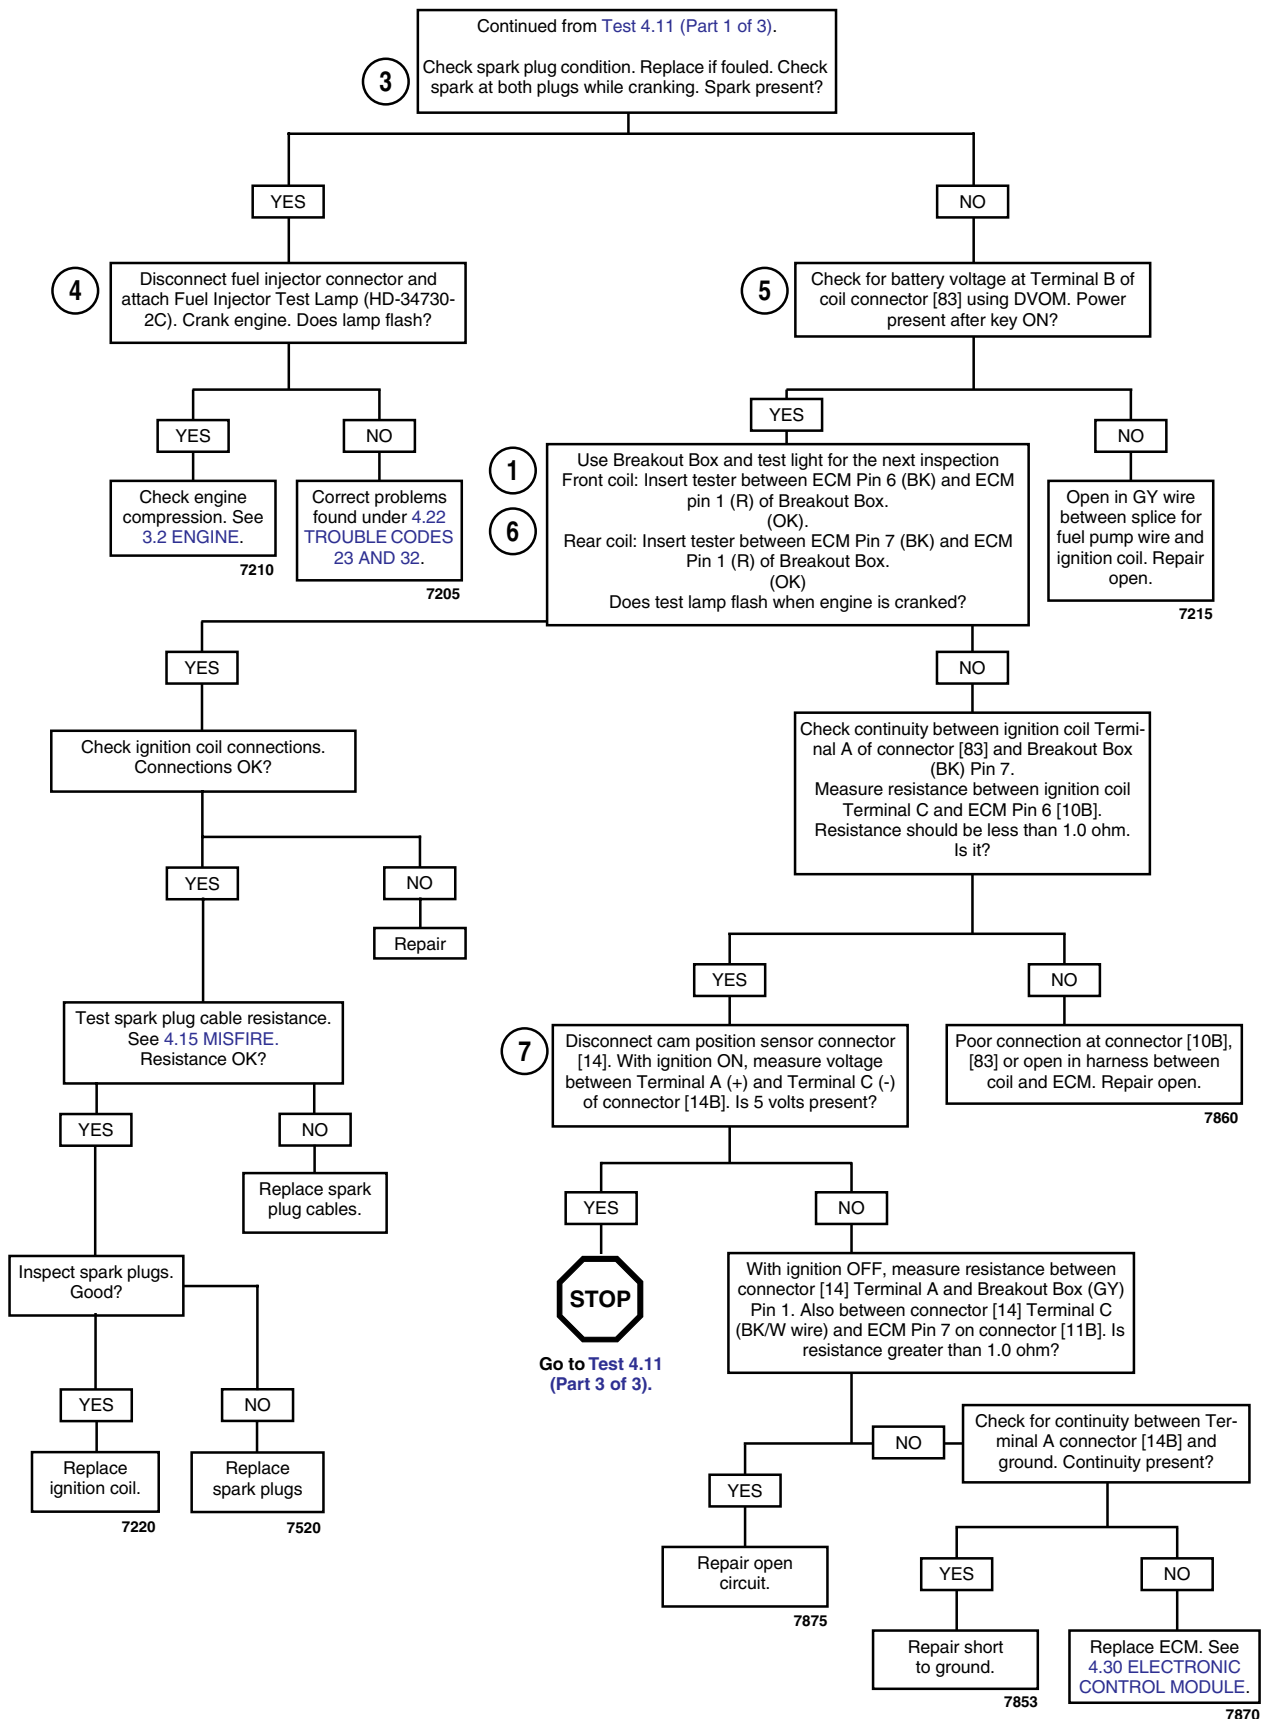 Continued from Test 4.11 (Part 1 of 3).
3
Check spark plug condition. Replace if fouled. Check
spark at both plugs while cranking. Spark present?
YES
NO
4
Disconnect fuel injector connector and
attach Fuel Injector Test Lamp (HD-34730-
2C). Crank engine. Does lamp flash?
5
Check for battery voltage at Terminal B of
coil connector [83] using DVOM. Power
present after key ON?
YES
NO
YES
NO
Check engine
compression. See
3.2 ENGINE.
7210
Correct problems
found under 4.22
TROUBLE CODES
23 AND 32.
7205
1
6
Use Breakout Box and test light for the next inspection
Front coil: Insert tester between ECM Pin 6 (BK) and ECM
pin 1 (R) of Breakout Box.
(OK).
Rear coil: Insert tester between ECM Pin 7 (BK) and ECM
Pin 1 (R) of Breakout Box.
(OK)
Does test lamp flash when engine is cranked?
Open in GY wire
between splice for
fuel pump wire and
ignition coil. Repair
open.
7215
YES
NO
Check ignition coil connections.
Connections OK?
Check continuity between ignition coil Termi-
nal A of connector [83] and Breakout Box
(BK) Pin 7.
Measure resistance between ignition coil
Terminal C and ECM Pin 6 [10B].
Resistance should be less than 1.0 ohm.
Is it?
YES
NO
Repair
YES
NO
Test spark plug cable resistance.
See 4.15 MISFIRE.
Resistance OK?
7
Disconnect cam position sensor connector
[14]. With ignition ON, measure voltage
between Terminal A (+) and Terminal C (-)
of connector [14B]. Is 5 volts present?
Poor connection at connector [10B],
[83] or open in harness between
coil and ECM. Repair open.
7860
YES
NO
Replace spark
plug cables.
YES
NO
STOP
Go to Test 4.11
(Part 3 of 3).
Inspect spark plugs.
Good?
With ignition OFF, measure resistance between
connector [14] Terminal A and Breakout Box (GY)
Pin 1. Also between connector [14] Terminal C
(BK/W wire) and ECM Pin 7 on connector [11B]. Is
resistance greater than 1.0 ohm?
YES
NO
Replace
ignition coil.
7220
Replace
spark plugs
7520
NO
Check for continuity between Ter-
minal A connector [14B] and
ground. Continuity present?
YES
Repair open
circuit.
7875
YES
NO
Repair short
to ground.
7853
Replace ECM. See
4.30 ELECTRONIC
CONTROL MODULE.
7870